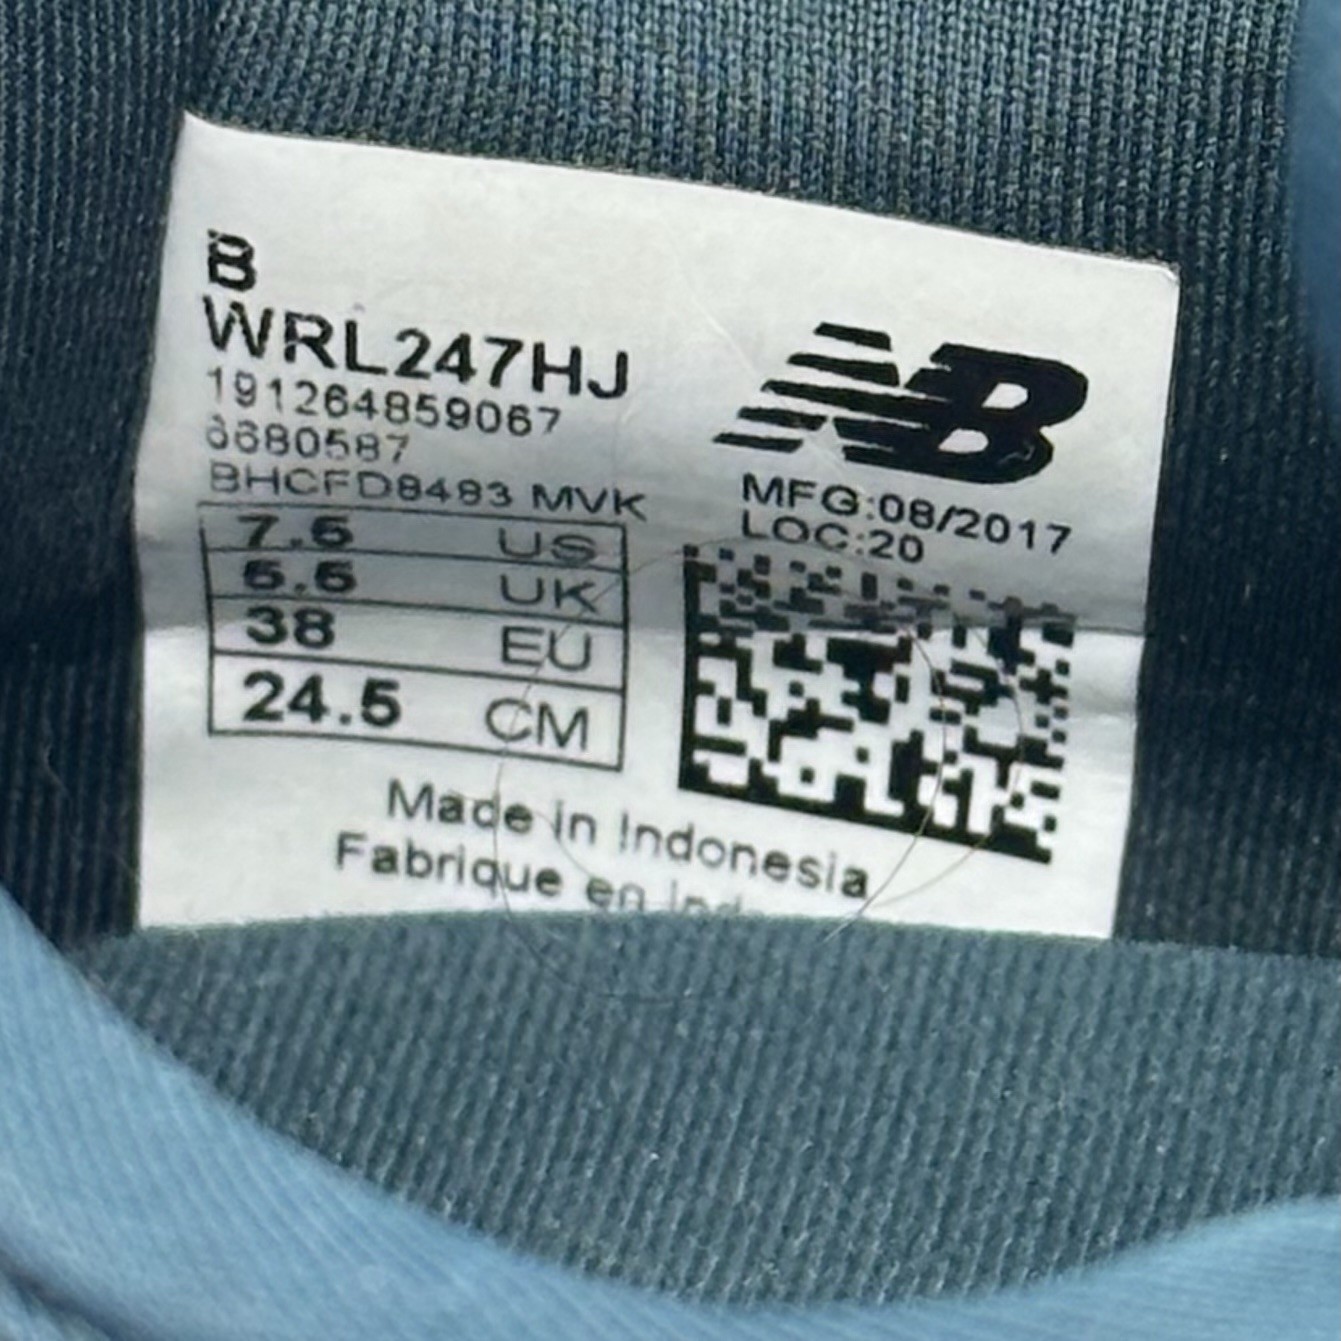 B
WRL247HJ
191264859067
6680587
BHCFD8483 MVK
7.5 US
5.5 UK
38 EU
24.5 CM
NB
MFG:08/2017
LOC:20
Made in Indonesia
Fabrique en